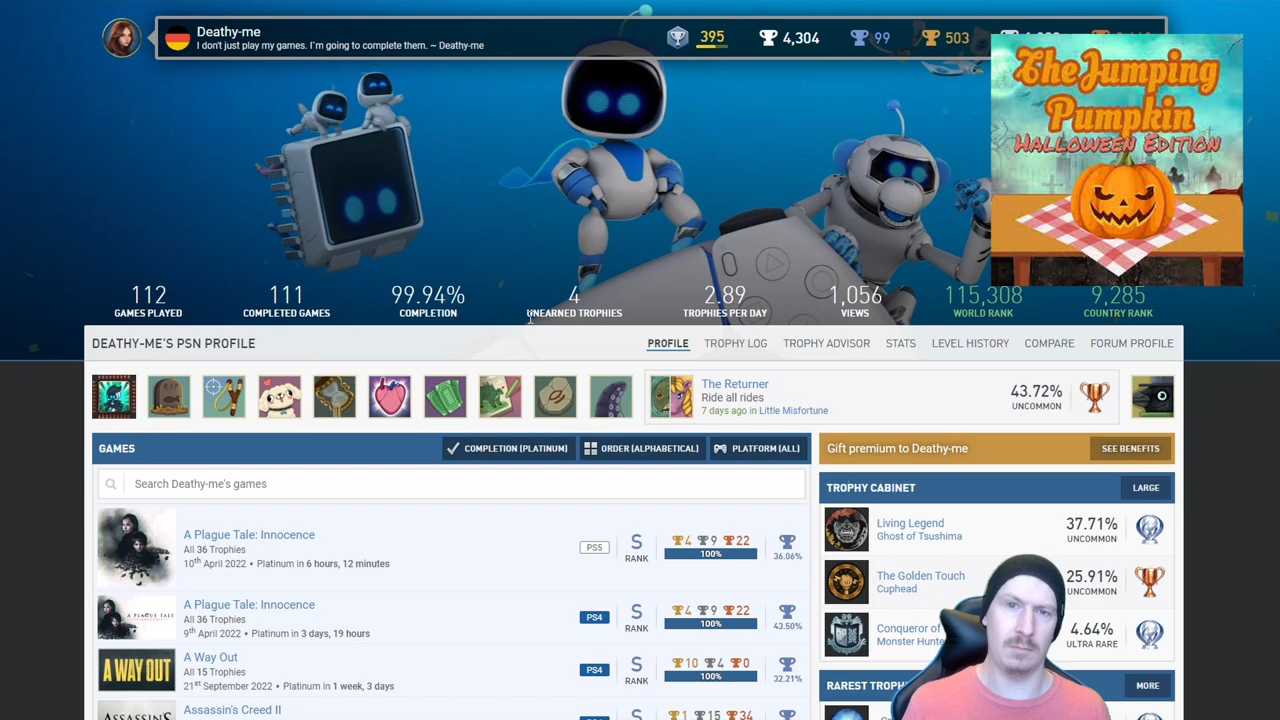 Deathy-me
I don't just play my games. I'm going to complete them. ~ Deathy-me
395
4,304
99
503
The Jumping
Pumpkin
HALLOWEEN EDITION
112
GAMES PLAYED
111
COMPLETED GAMES
99.94%
COMPLETION
4
UNEARNED TROPHIES
2.89
TROPHIES PER DAY
1,056
VIEWS
115,308
WORLD RANK
9,285
COUNTRY RANK
DEATHY-ME'S PSN PROFILE
PROFILE
TROPHY LOG
TROPHY ADVISOR
STATS
LEVEL HISTORY
COMPARE
FORUM PROFILE
The Returner
Ride all rides
7 days ago in Little Misfortune
43.72%
UNCOMMON
GAMES
COMPLETION (PLATINUM)
ORDER (ALPHABETICAL)
PLATFORM (ALL)
Search Deathy-me's games
A Plague Tale: Innocence
All 36 Trophies
10th April 2022 • Platinum in 6 hours, 12 minutes
PS5
S
RANK
4 9 22
100%
36.06%
A Plague Tale: Innocence
All 36 Trophies
9th April 2022 • Platinum in 3 days, 19 hours
PS4
S
RANK
4 9 22
100%
43.50%
A WAY OUT
A Way Out
All 15 Trophies
21st September 2022 • Platinum in 1 week, 3 days
PS4
S
RANK
10 4 0
100%
32.21%
Assassin's Creed II
S
1 15 34
Gift premium to Deathy-me
SEE BENEFITS
TROPHY CABINET
LARGE
Living Legend
Ghost of Tsushima
37.71%
UNCOMMON
The Golden Touch
Cuphead
25.91%
UNCOMMON
Conqueror of
Monster Hunte
4.64%
ULTRA RARE
RAREST TROPH
MORE